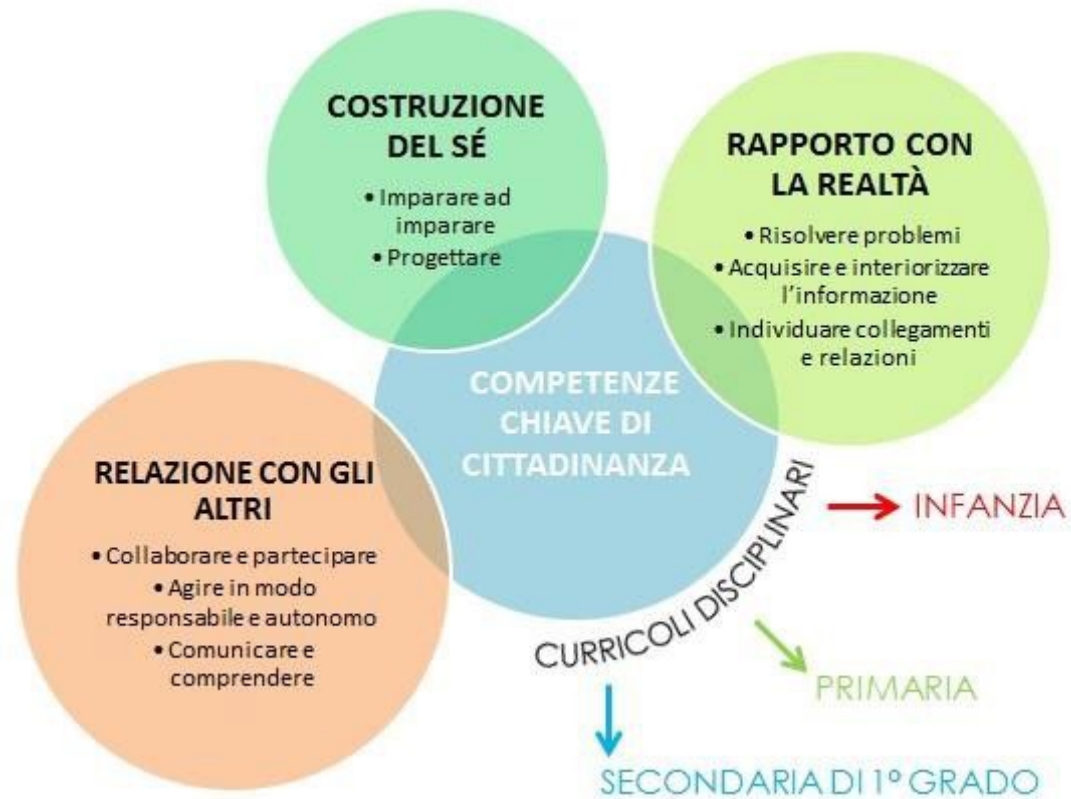 COSTRUZIONE
DEL SÉ
• Imparare ad
imparare
• Progettare
RAPPORTO CON
LA REALTÀ
• Risolvere problemi
• Acquisire e interiorizzare
l'informazione
• Individuare collegamenti
e relazioni
COMPETENZE
CHIAVE DI
CITTADINANZA
RELAZIONE CON GLI
ALTRI
• Collaborare e partecipare
• Agire in modo
responsabile e autonomo
• Comunicare e
comprendere
CURRICOLI DISCIPLINARI
INFANZIA
PRIMARIA
SECONDARIA DI 1º GRADO